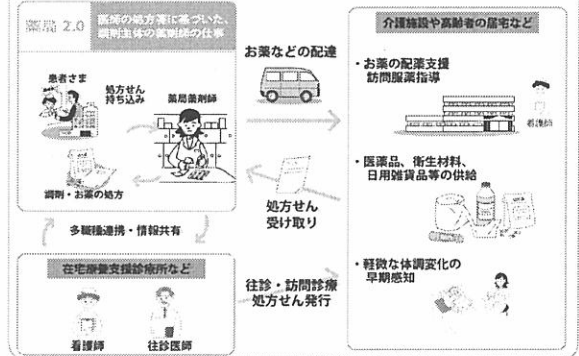 薬局 2.0
医師の処方箋に基づいた、
調剤主体の薬剤師の仕事
患者さま
処方せん
持ち込み
薬局薬剤師
調剤・お薬の処方
お薬などの配達
処方せん
受け取り
介護施設や高齢者の居宅など
・お薬の配薬支援
訪問服薬指導
看護師
・医薬品、衛生材料、
日用雑貨品等の供給
・軽微な体調変化の
早期感知
多職種連携・情報共有
在宅療養支援診療所など
看護師
往診医師
往診・訪問診療
処方せん発行